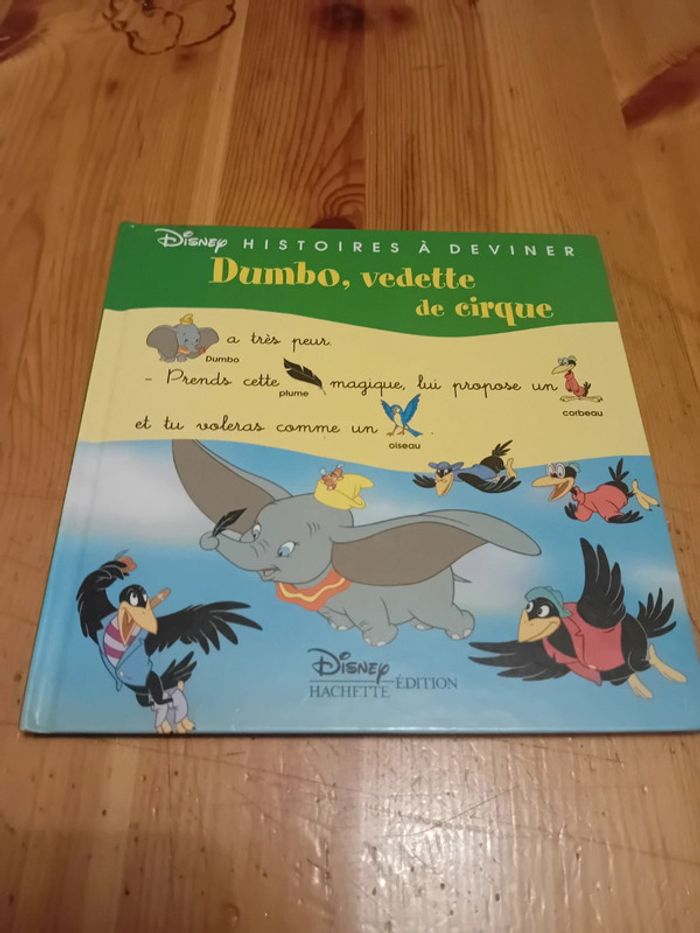 Disney HISTOIRES À DEVINER
Dumbo, vedette
de cirque
a très peur.
Dumbo
- Prends cette magique, lui propose un
plume
corbeau
et tu voleras comme un .
oiseau
Disney
HACHETTE ÉDITION